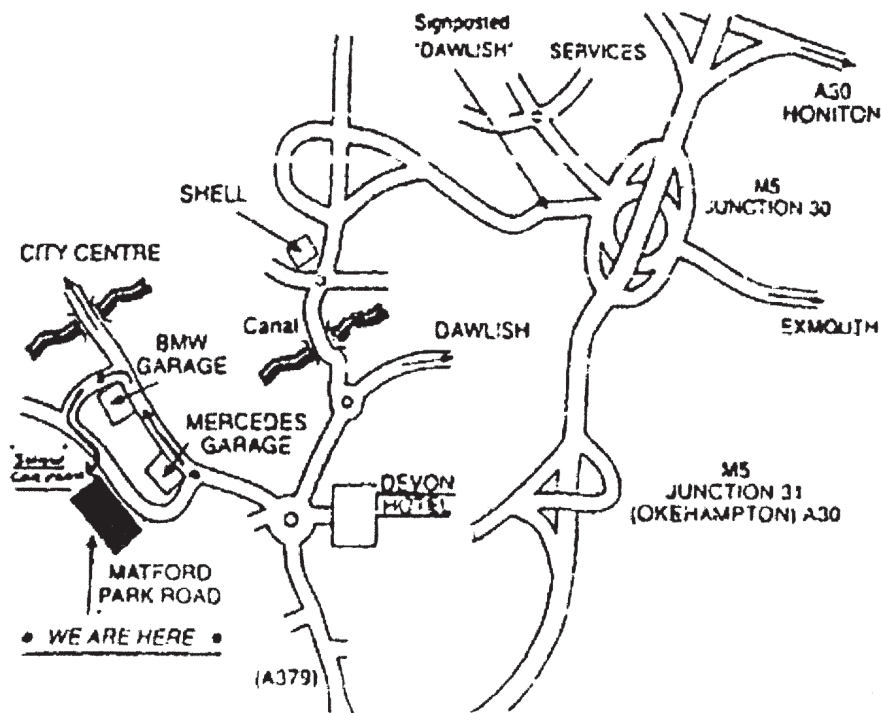 Signposted
'DAWLISH'
SERVICES
A30
HONITON
SHELL
M5
JUNCTION 30
CITY CENTRE
Canal
DAWLISH
EXMOUTH
BMW
GARAGE
MERCEDES
GARAGE
DEVON
HOTEL
M5
JUNCTION 31
(OKEHAMPTON) A30
MATFORD
PARK ROAD
• WE ARE HERE •
(A379)